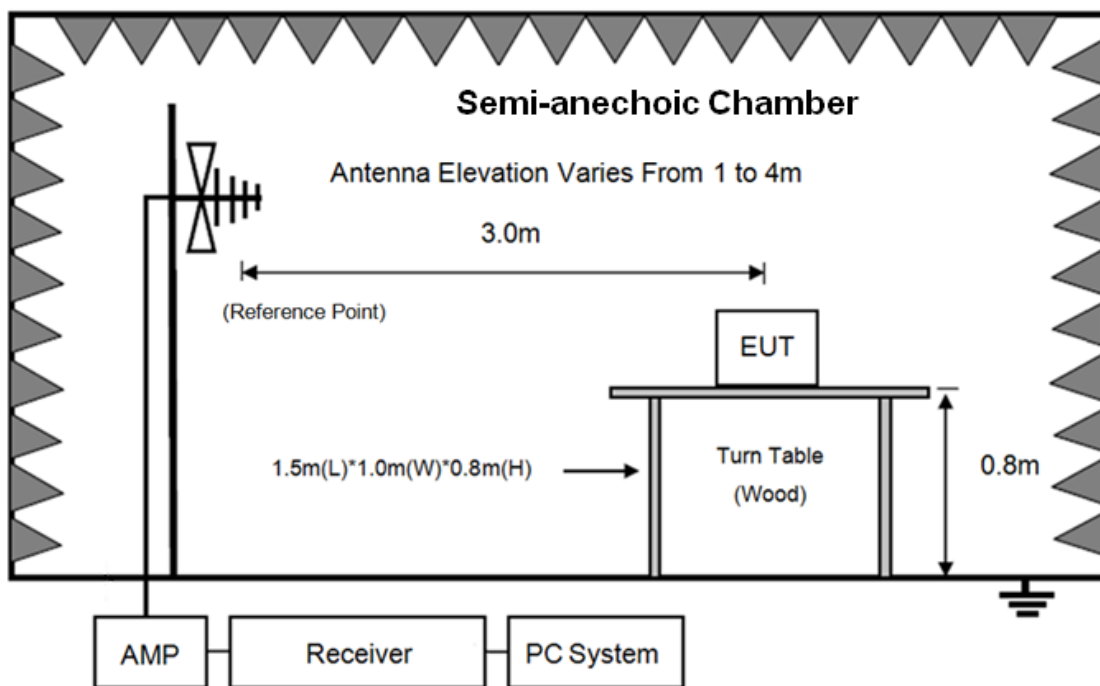 Semi-anechoic Chamber
Antenna Elevation Varies From 1 to 4m
3.0m
(Reference Point)
EUT
1.5m(L)*1.0m(W)*0.8m(H)
Turn Table
(Wood)
0.8m
AMP
Receiver
PC System